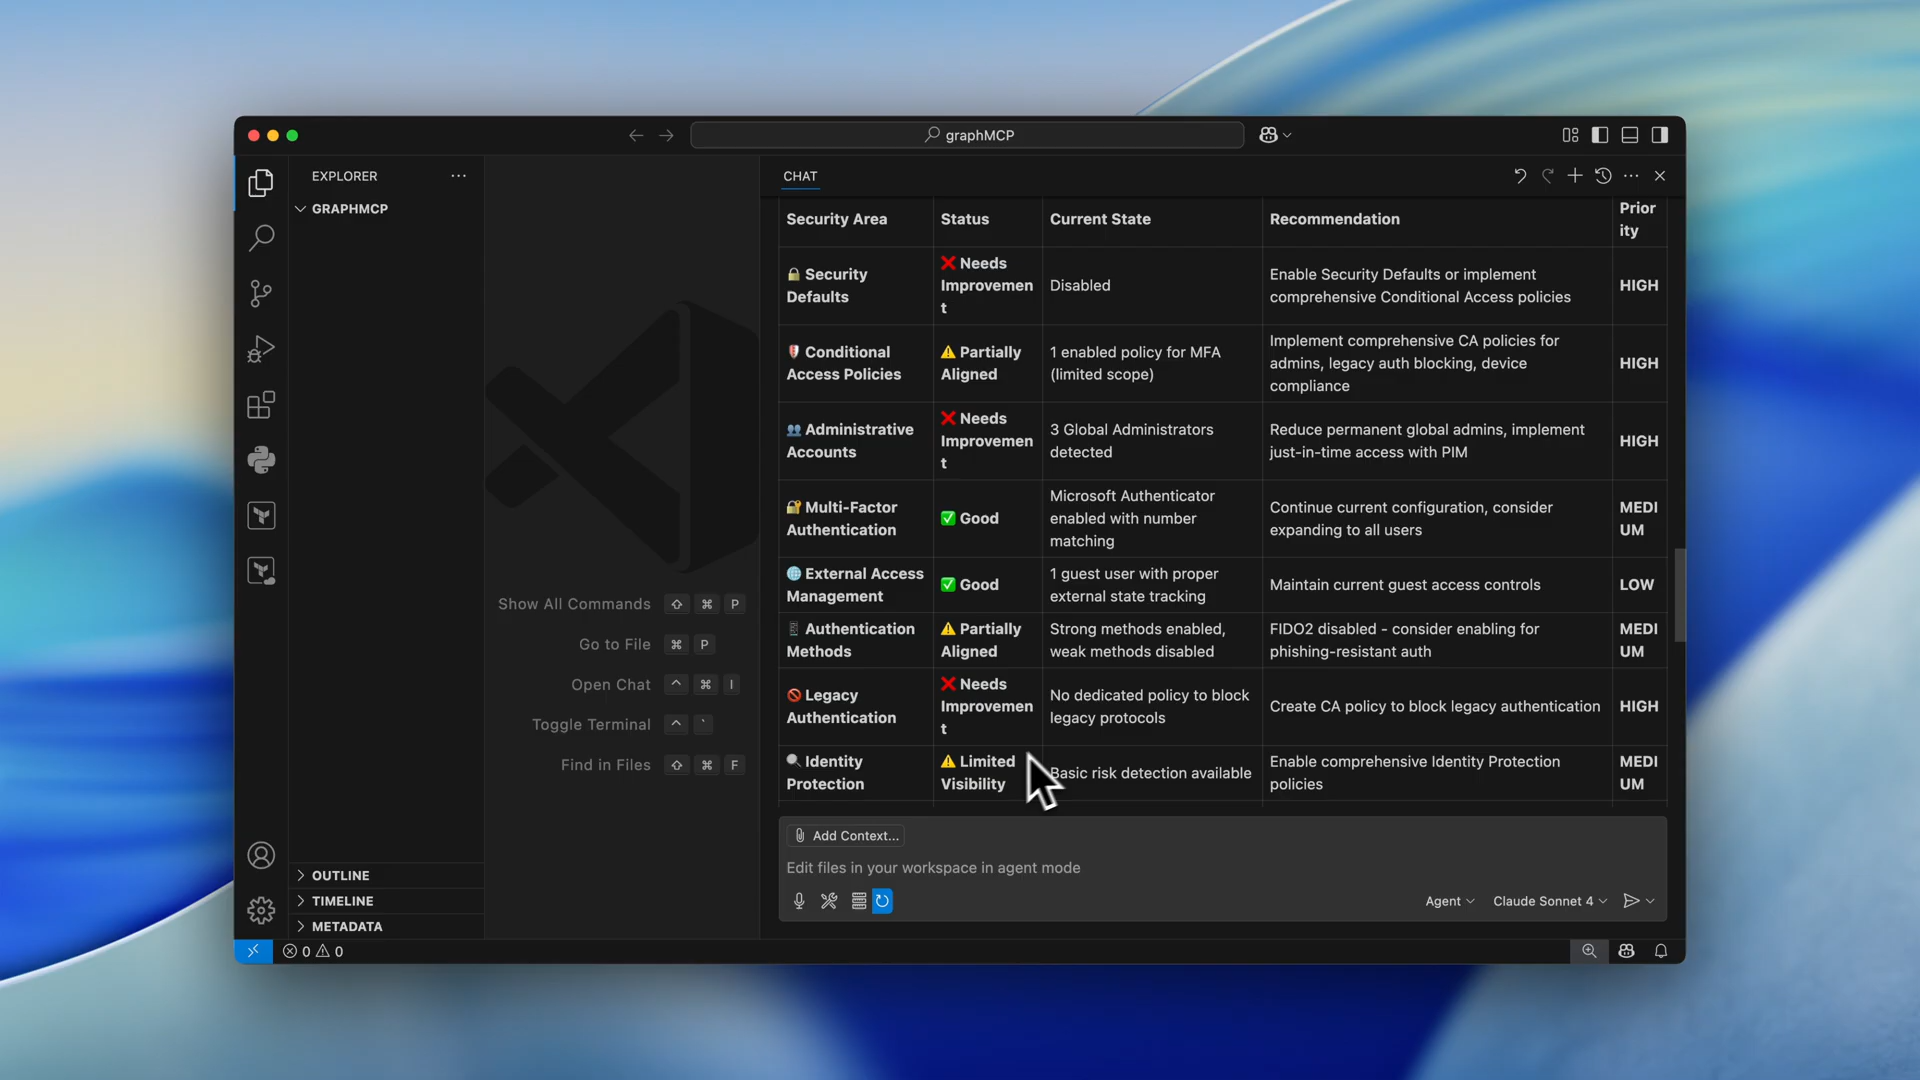 graphMCP
EXPLORER
GRAPHMCP
Show All Commands ⇧ ⌘ P
Go to File ⌘ P
Open Chat ^ ⌘ I
Toggle Terminal ^ `
Find in Files ⇧ ⌘ F
OUTLINE
TIMELINE
METADATA
0 0
CHAT
Security Area
Status
Current State
Recommendation
Prior
ity
Security
Defaults
❌ Needs
Improvemen
t
Disabled
Enable Security Defaults or implement
comprehensive Conditional Access policies
HIGH
Conditional
Access Policies
⚠️ Partially
Aligned
1 enabled policy for MFA
(limited scope)
Implement comprehensive CA policies for
admins, legacy auth blocking, device
compliance
HIGH
Administrative
Accounts
❌ Needs
Improvemen
t
3 Global Administrators
detected
Reduce permanent global admins, implement
just-in-time access with PIM
HIGH
Multi-Factor
Authentication
✅ Good
Microsoft Authenticator
enabled with number
matching
Continue current configuration, consider
expanding to all users
MEDI
UM
External Access
Management
✅ Good
1 guest user with proper
external state tracking
Maintain current guest access controls
LOW
Authentication
Methods
⚠️ Partially
Aligned
Strong methods enabled,
weak methods disabled
FIDO2 disabled - consider enabling for
phishing-resistant auth
MEDI
UM
Legacy
Authentication
❌ Needs
Improvemen
t
No dedicated policy to block
legacy protocols
Create CA policy to block legacy authentication
HIGH
Identity
Protection
⚠️ Limited
Visibility
Basic risk detection available
Enable comprehensive Identity Protection
policies
MEDI
UM
Add Context...
Edit files in your workspace in agent mode
Agent
Claude Sonnet 4